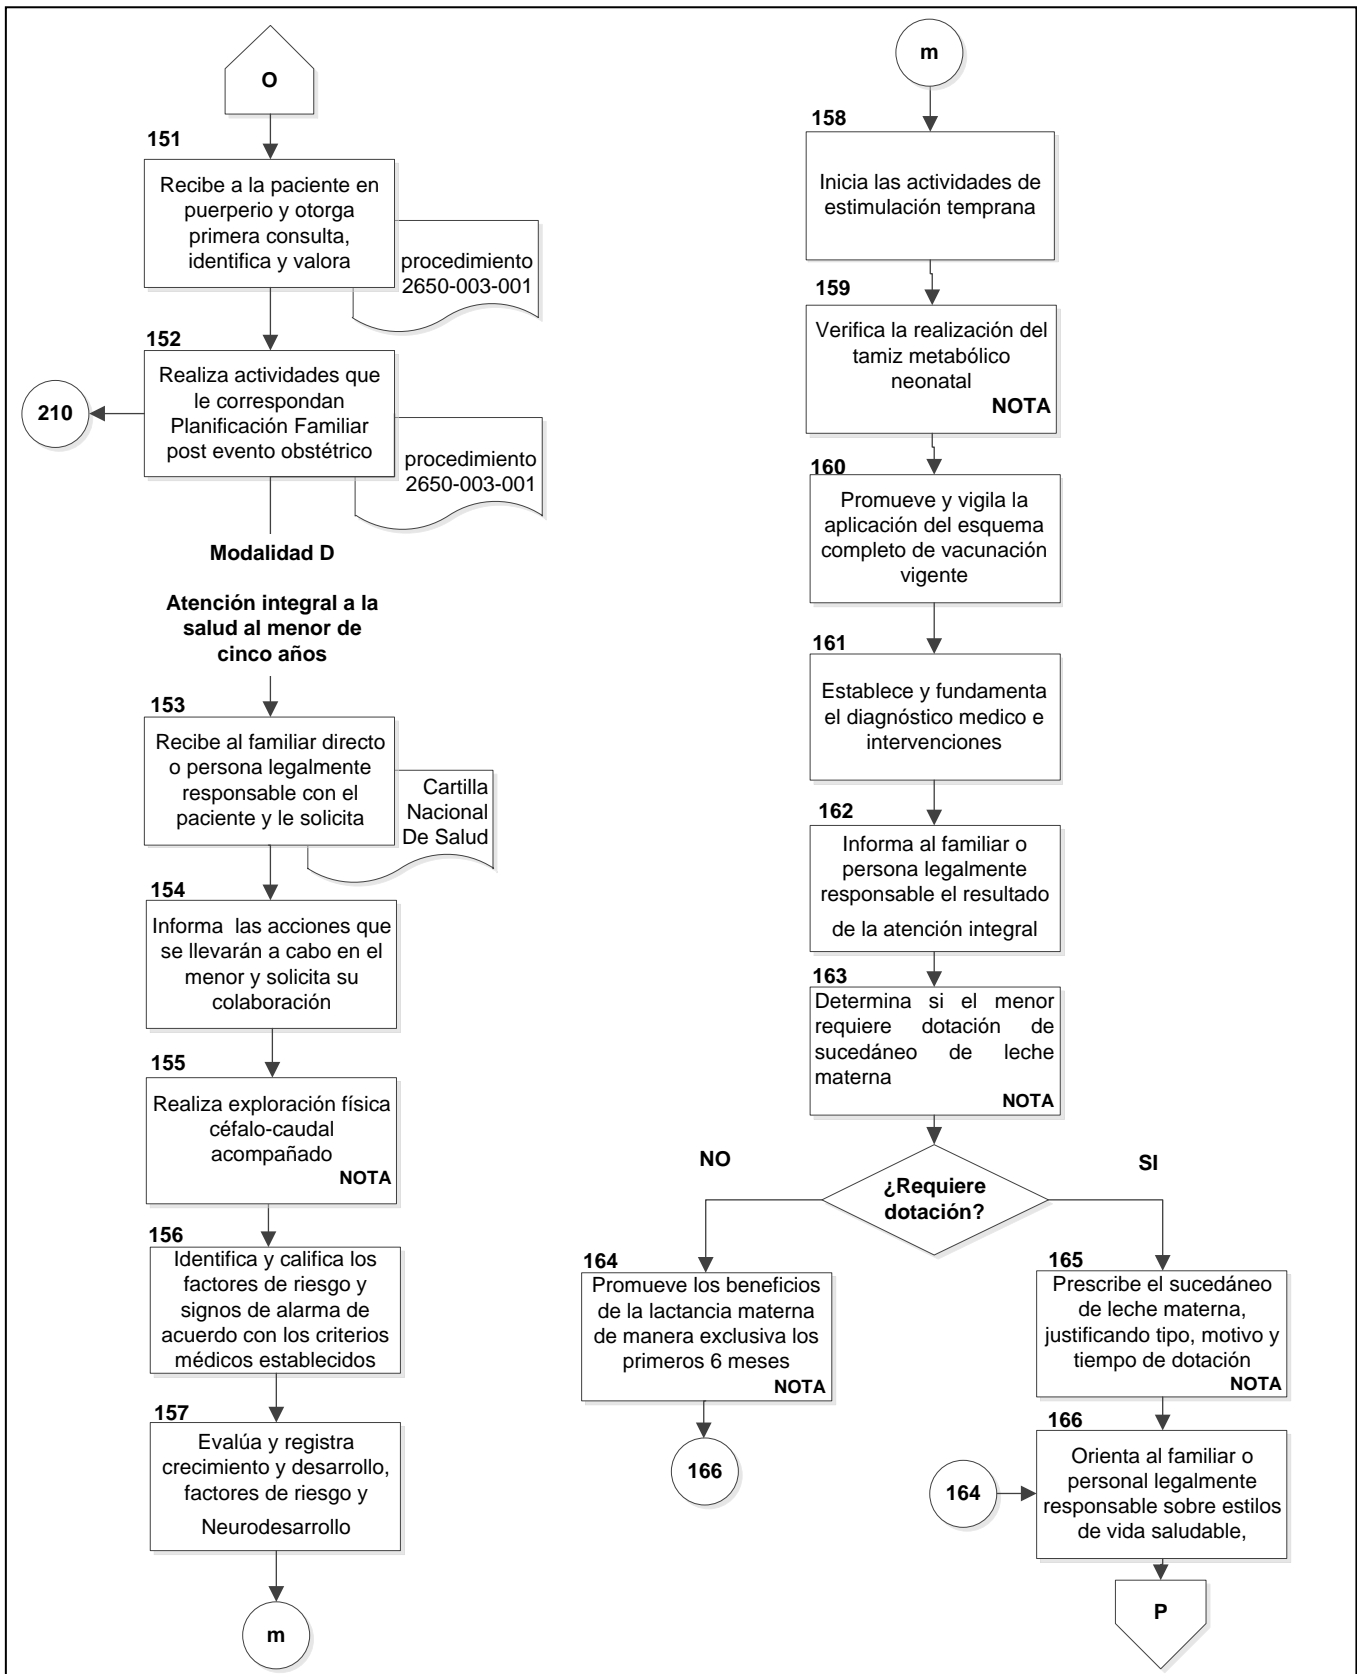 O
151
Recibe a la paciente en
puerperio y otorga
primera consulta,
identifica y valora
procedimiento
2650-003-001
152
Realiza actividades que
le correspondan
Planificación Familiar
post evento obstétrico
210
procedimiento
2650-003-001
Modalidad D
Atención integral a la
salud al menor de
cinco años
153
Recibe al familiar directo
o persona legalmente
responsable con el
paciente y le solicita
Cartilla
Nacional
De Salud
154
Informa las acciones que
se llevarán a cabo en el
menor y solicita su
colaboración
155
Realiza exploración física
céfalo-caudal
acompañado
NOTA
156
Identifica y califica los
factores de riesgo y
signos de alarma de
acuerdo con los criterios
médicos establecidos
157
Evalúa y registra
crecimiento y desarrollo,
factores de riesgo y
Neurodesarrollo
m
m
158
Inicia las actividades de
estimulación temprana
159
Verifica la realización del
tamiz metabólico
neonatal
NOTA
160
Promueve y vigila la
aplicación del esquema
completo de vacunación
vigente
161
Establece y fundamenta
el diagnóstico medico e
intervenciones
162
Informa al familiar o
persona legalmente
responsable el resultado
de la atención integral
163
Determina si el menor
requiere dotación de
sucedáneo de leche
materna
NOTA
¿Requiere
dotación?
NO
SI
164
Promueve los beneficios
de la lactancia materna
de manera exclusiva los
primeros 6 meses
NOTA
166
165
Prescribe el sucedáneo
de leche materna,
justificando tipo, motivo y
tiempo de dotación
NOTA
166
Orienta al familiar o
personal legalmente
responsable sobre estilos
de vida saludable,
164
P